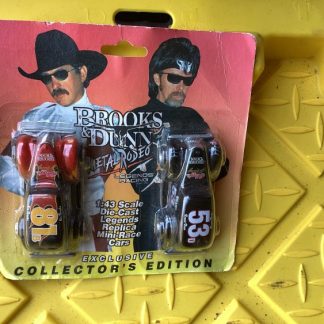 BROOKS
& DUNN
METAL RODEO
LEGENDS
RACING
1:43 Scale
Die-Cast
Legends
Replica
Mini-Race
Cars
81
53
EXCLUSIVE
COLLECTOR'S EDITION